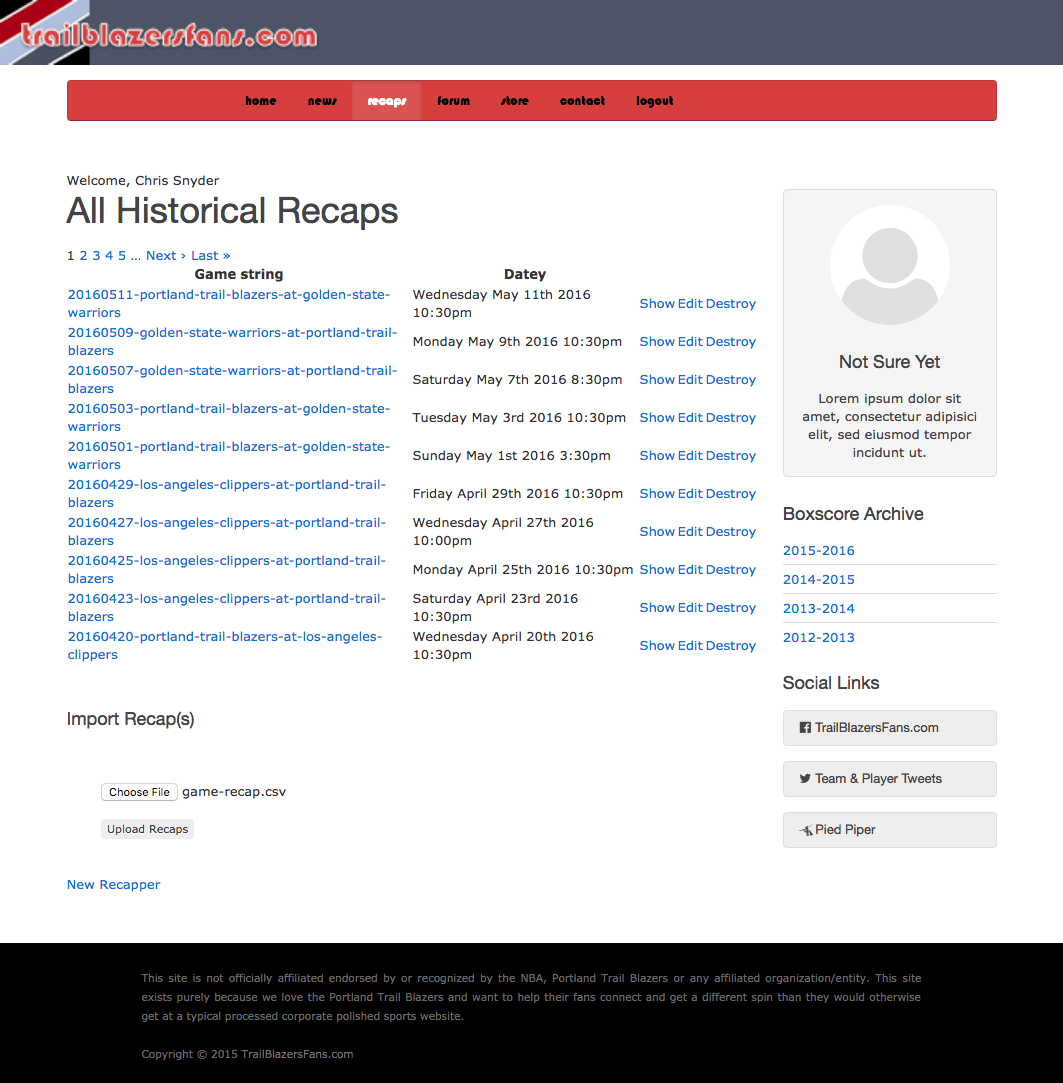 trailblazersfans.com
home news recaps forum store contact logout
Welcome, Chris Snyder
All Historical Recaps
1 2 3 4 5 ... Next › Last »
Game string Datey
20160511-portland-trail-blazers-at-golden-state-
warriors
Wednesday May 11th 2016
10:30pm
Show Edit Destroy
20160509-golden-state-warriors-at-portland-trail-
blazers
Monday May 9th 2016 10:30pm
Show Edit Destroy
20160507-golden-state-warriors-at-portland-trail-
blazers
Saturday May 7th 2016 8:30pm
Show Edit Destroy
20160503-portland-trail-blazers-at-golden-state-
warriors
Tuesday May 3rd 2016 10:30pm
Show Edit Destroy
20160501-portland-trail-blazers-at-golden-state-
warriors
Sunday May 1st 2016 3:30pm
Show Edit Destroy
20160429-los-angeles-clippers-at-portland-trail-
blazers
Friday April 29th 2016 10:30pm
Show Edit Destroy
20160427-los-angeles-clippers-at-portland-trail-
blazers
Wednesday April 27th 2016
10:00pm
Show Edit Destroy
20160425-los-angeles-clippers-at-portland-trail-
blazers
Monday April 25th 2016 10:30pm
Show Edit Destroy
20160423-los-angeles-clippers-at-portland-trail-
blazers
Saturday April 23rd 2016
10:30pm
Show Edit Destroy
20160420-portland-trail-blazers-at-los-angeles-
clippers
Wednesday April 20th 2016
10:30pm
Show Edit Destroy
Import Recap(s)
Choose File game-recap.csv
Upload Recaps
New Recapper
Not Sure Yet
Lorem ipsum dolor sit
amet, consectetur adipisici
elit, sed eiusmod tempor
incidunt ut.
Boxscore Archive
2015-2016
2014-2015
2013-2014
2012-2013
Social Links
TrailBlazersFans.com
Team & Player Tweets
Pied Piper
This site is not officially affiliated endorsed by or recognized by the NBA, Portland Trail Blazers or any affiliated organization/entity. This site
exists purely because we love the Portland Trail Blazers and want to help their fans connect and get a different spin than they would otherwise
get at a typical processed corporate polished sports website.
Copyright © 2015 TrailBlazersFans.com